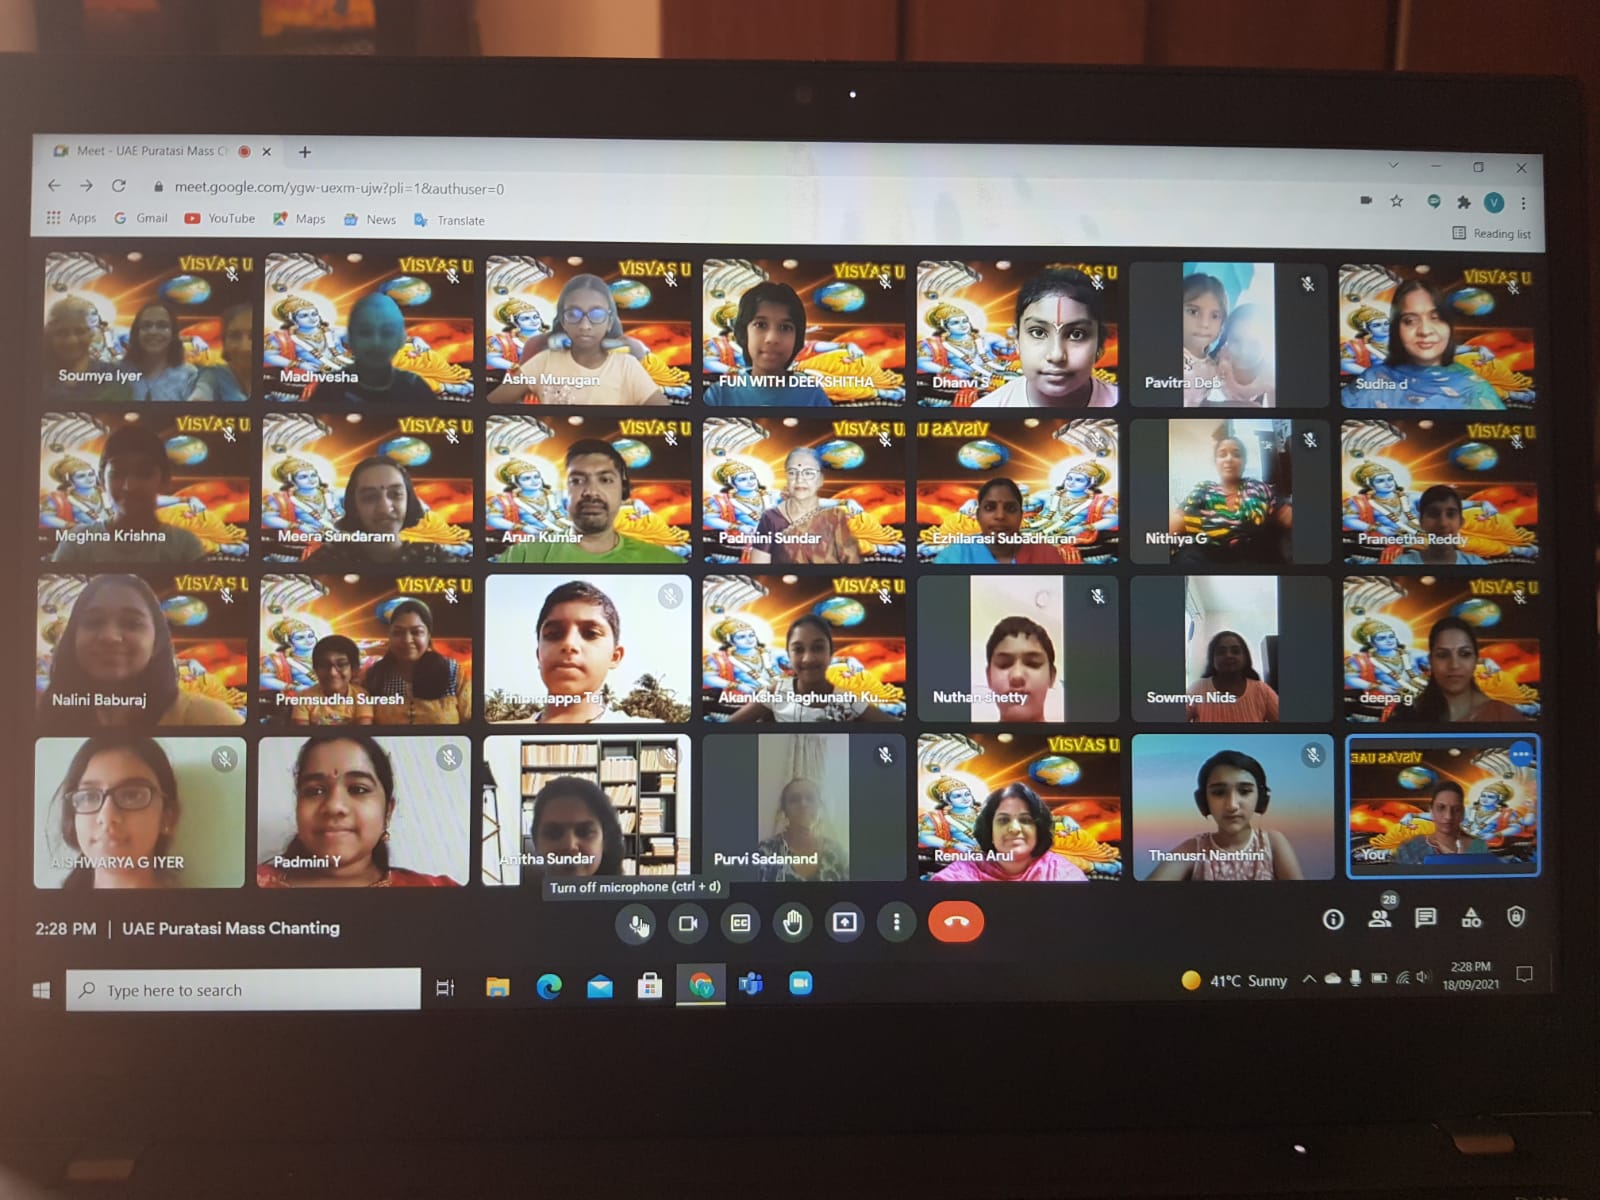 Meet - UAE Puratasi Mass C
meet.google.com/ygw-uexm-ujw?pli=1&authuser=0
Apps Gmail YouTube Maps News Translate
V
Reading list
VISVAS U VISVAS U VISVAS U VISVAS U AS U VISVAS U
Soumya Iyer Madhvesha Asha Murugan FUN WITH DEEKSHITHA Dhanvi S Pavitra Deb Sudha d
VISVAS U VISVAS U VISVAS U VISVAS U VISVAS U VISVAS U
Meghna Krishna Meera Sundaram Arun Kumar Padmini Sundar Ezhilarasi Subadharan Nithiya G Praneetha Reddy
VISVAS U VISVAS U VISVAS U VISVAS U
Nalini Baburaj Premsudha Suresh Thimmappa Tej Akanksha Raghunath Ku... Nuthan shetty Sowmya Nids deepa g
VISVAS U VISVAS UAE
AISHWARYA G IYER Padmini Y Anitha Sundar Purvi Sadanand Renuka Arul Thanusri Nanthini You
Turn off microphone (ctrl + d)
2:28 PM | UAE Puratasi Mass Chanting
CC
28
Type here to search
41°C Sunny
2:28 PM
18/09/2021